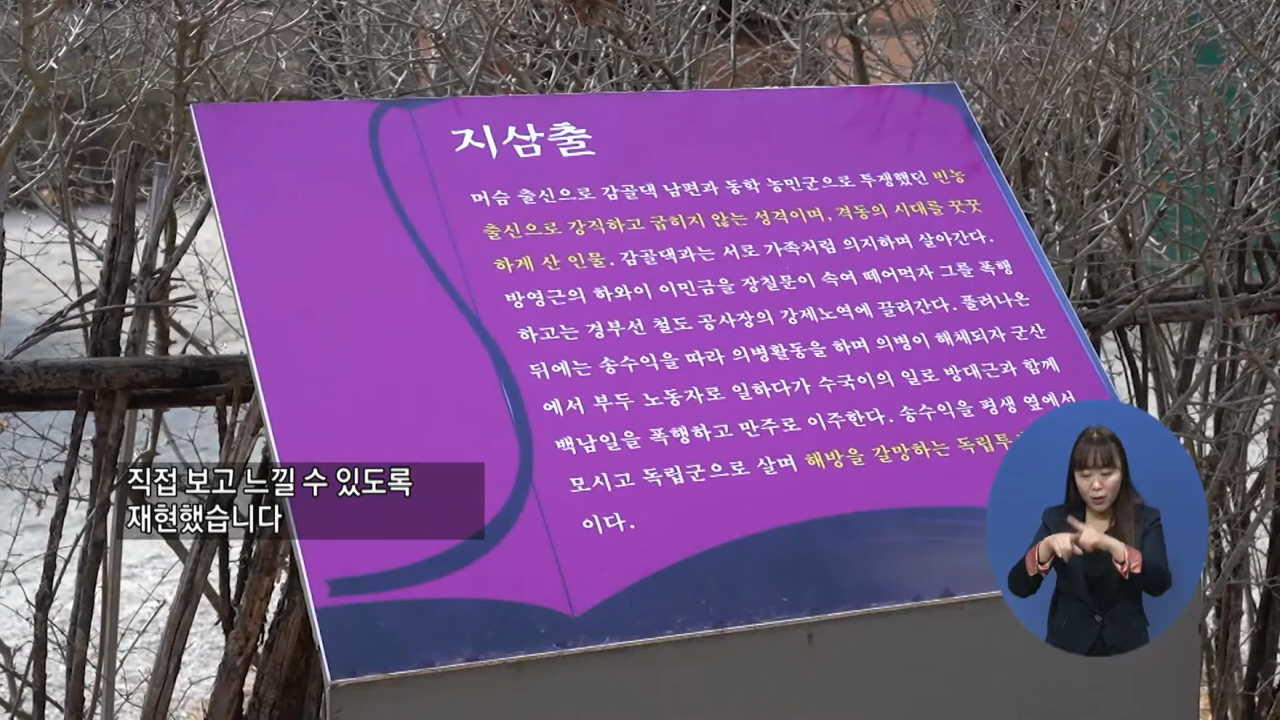 지삼출
머슴 출신으로 감골댁 남편과 동학 농민군으로 투쟁했던 빈농
출신으로 강직하고 굽히지 않는 성격이며, 격동의 시대를 꿋꿋
하게 산 인물. 감골댁과는 서로 가족처럼 의지하며 살아간다.
방영근의 하와이 이민금을 장칠문이 속여 떼어먹자 그를 폭행
하고는 경부선 철도 공사장의 강제노역에 끌려간다. 풀려나온
뒤에는 송수익을 따라 의병활동을 하며 의병이 해체되자 군산
에서 부두 노동자로 일하다가 수국이의 일로 방대근과 함께
백남일을 폭행하고 만주로 이주한다. 송수익을 평생 옆에서
모시고 독립군으로 살며 해방을 갈망하는 독립투
이다.
직접 보고 느낄 수 있도록
재현했습니다